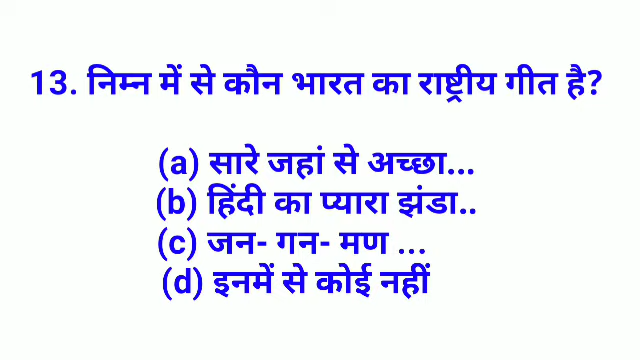 13. निम्न में से कौन भारत का राष्ट्रीय गीत है?
(a) सारे जहां से अच्छा...
(b) हिंदी का प्यारा झंडा..
(c) जन- गन- मण ...
(d) इनमें से कोई नहीं